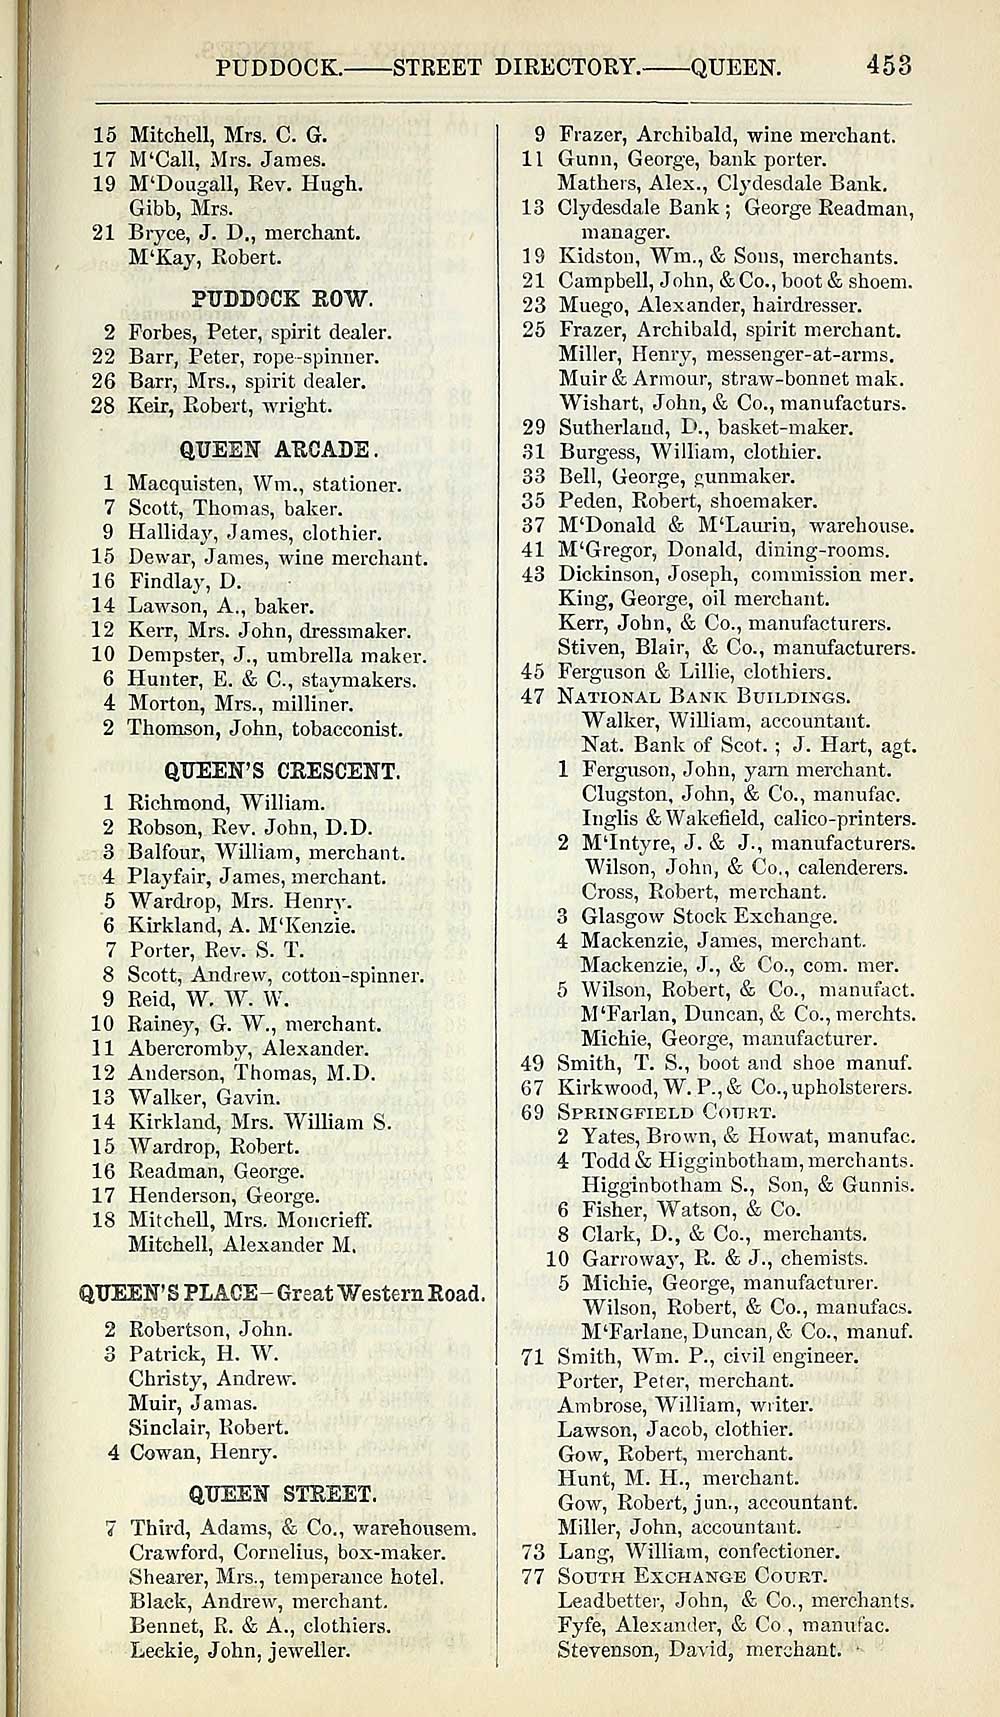 PUDDOCK.——STREET DIRECTORY.——QUEEN. 453
15 Mitchell, Mrs. C. G.
17 M‘Call, Mrs. James.
19 M‘Dougall, Rev. Hugh.
Gibb, Mrs.
21 Bryce, J. D., merchant.
M‘Kay, Robert.
PUDDOCK ROW.
2 Forbes, Peter, spirit dealer.
22 Barr, Peter, rope-spinner.
26 Barr, Mrs., spirit dealer.
28 Keir, Robert, wright.
QUEEN ARCADE.
1 Macquisten, Wm., stationer.
7 Scott, Thomas, baker.
9 Halliday, James, clothier.
15 Dewar, James, wine merchant.
16 Findlay, D.
14 Lawson, A., baker.
12 Kerr, Mrs. John, dressmaker.
10 Dempster, J., umbrella maker.
6 Hunter, E. & C., staymakers.
4 Morton, Mrs., milliner.
2 Thomson, John, tobacconist.
QUEEN'S CRESCENT.
1 Richmond, William.
2 Robson, Rev. John, D.D.
3 Balfour, William, merchant.
4 Playfair, James, merchant.
5 Wardrop, Mrs. Henry.
6 Kirkland, A. M‘Kenzie.
7 Porter, Rev. S. T.
8 Scott, Andrew, cotton-spinner.
9 Reid, W. W. W.
10 Rainey, G. W., merchant.
11 Abercromby, Alexander.
12 Anderson, Thomas, M.D.
13 Walker, Gavin.
14 Kirkland, Mrs. William S.
15 Wardrop, Robert.
16 Readman, George.
17 Henderson, George.
18 Mitchell, Mrs. Moncrieff.
Mitchell, Alexander M.
QUEEN'S PLACE—Great Western Road.
2 Robertson, John.
3 Patrick, H. W.
Christy, Andrew.
Muir, Jamas.
Sinclair, Robert.
4 Cowan, Henry.
QUEEN STREET.
7 Third, Adams, & Co., warehousem.
Crawford, Cornelius, box-maker.
Shearer, Mrs., temperance hotel.
Black, Andrew, merchant.
Bennet, R. & A., clothiers.
Leckie, John, jeweller.
9 Frazer, Archibald, wine merchant.
11 Gunn, George, bank porter.
Mathers, Alex., Clydesdale Bank.
13 Clydesdale Bank; George Readman,
manager.
19 Kidston, Wm., & Sons, merchants.
21 Campbell, John, & Co., boot & shoem.
23 Muego, Alexander, hairdresser.
25 Frazer, Archibald, spirit merchant.
Miller, Henry, messenger-at-arms.
Muir & Armour, straw-bonnet mak.
Wishart, John, & Co., manufacturs.
29 Sutherland, D., basket-maker.
31 Burgess, William, clothier.
33 Bell, George, gunmaker.
35 Peden, Robert, shoemaker.
37 M‘Donald & M‘Laurin, warehouse.
41 M‘Gregor, Donald, dining-rooms.
43 Dickinson, Joseph, commission mer.
King, George, oil merchant.
Kerr, John, & Co., manufacturers.
Stiven, Blair, & Co., manufacturers.
45 Ferguson & Lillie, clothiers.
47 NATIONAL BANK BUILDINGS.
Walker, William, accountant.
Nat. Bank of Scot.; J. Hart, agt.
1 Ferguson, John, yarn merchant.
Clugston, John, & Co., manufac.
Inglis & Wakefield, calico-printers.
2 M‘Intyre, J. & J., manufacturers.
Wilson, John, & Co., calenderers.
Cross, Robert, merchant.
3 Glasgow Stock Exchange.
4 Mackenzie, James, merchant.
Mackenzie, J., & Co., com. mer.
5 Wilson, Robert, & Co., manufact.
M‘Farlan, Duncan, & Co., merchts.
Michie, George, manufacturer.
49 Smith, T. S., boot and shoe manuf.
67 Kirkwood, W. P., & Co., upholsterers.
69 SPRINGFIELD COURT.
2 Yates, Brown, & Howat, manufac.
4 Todd & Higginbotham, merchants.
Higginbotham S., Son, & Gunnis.
6 Fisher, Watson, & Co.
8 Clark, D., & Co., merchants.
10 Garroway, R. & J., chemists.
5 Michie, George, manufacturer.
Wilson, Robert, & Co., manufacs.
M‘Farlane, Duncan, & Co., manuf.
71 Smith, Wm. P., civil engineer.
Porter, Peter, merchant.
Ambrose, William, writer.
Lawson, Jacob, clothier.
Gow, Robert, merchant.
Hunt, M. H., merchant.
Gow, Robert, jun., accountant.
Miller, John, accountant.
73 Lang, William, confectioner.
77 SOUTH EXCHANGE COURT.
Leadbetter, John, & Co., merchants.
Fyfe, Alexander, & Co., manufac.
Stevenson, David, merchant.